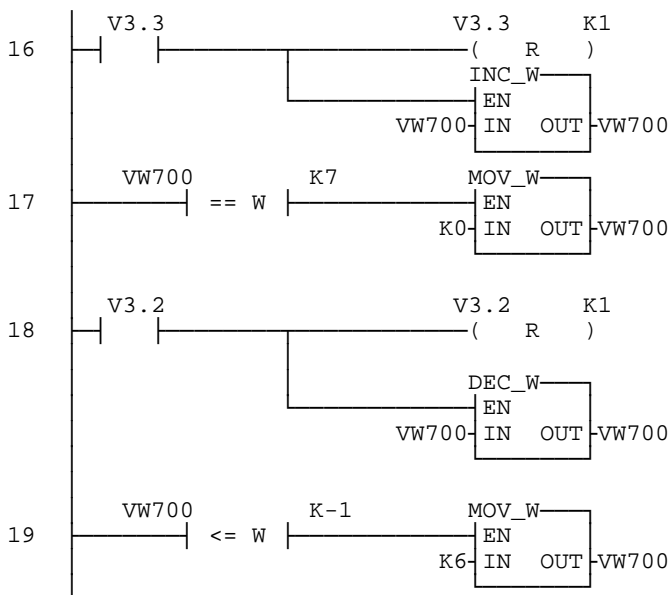 V3.3 V3.3 K1
16 ( R )
INC_W
EN
VW700 IN OUT VW700
VW700 K7 MOV_W
17 == W EN
K0 IN OUT VW700
V3.2 V3.2 K1
18 ( R )
DEC_W
EN
VW700 IN OUT VW700
VW700 K-1 MOV_W
19 <= W EN
K6 IN OUT VW700